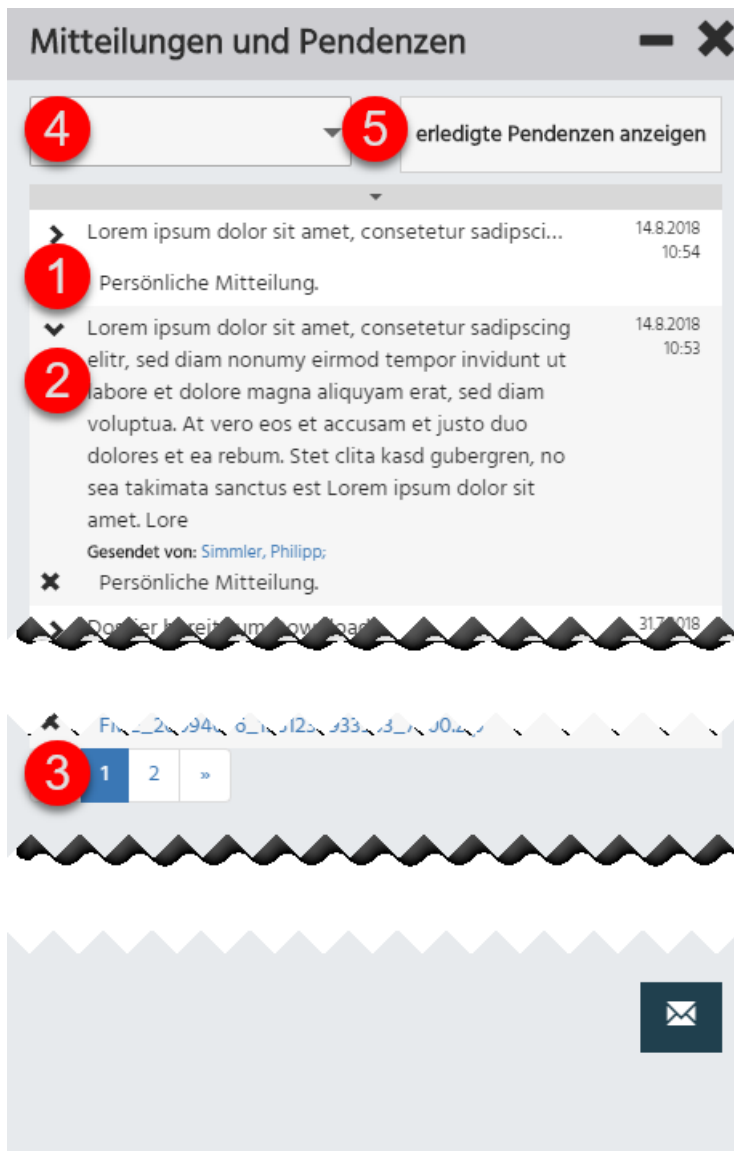 Mitteilungen und Pendenzen
4
5 erledigte Pendenzen anzeigen
Lorem ipsum dolor sit amet, consetetur sadipsci... 14.8.2018
10:54
1 Persönliche Mitteilung.
Lorem ipsum dolor sit amet, consetetur sadipscing 14.8.2018
elitr, sed diam nonumy eirmod tempor invidunt ut 10:53
2 labore et dolore magna aliquyam erat, sed diam
voluptua. At vero eos et accusam et justo duo
dolores et ea rebum. Stet clita kasd gubergren, no
sea takimata sanctus est Lorem ipsum dolor sit
amet. Lore
Gesendet von: Simmler, Philipp;
Persönliche Mitteilung.
Dossier bereit zum Download
3 1 2 »